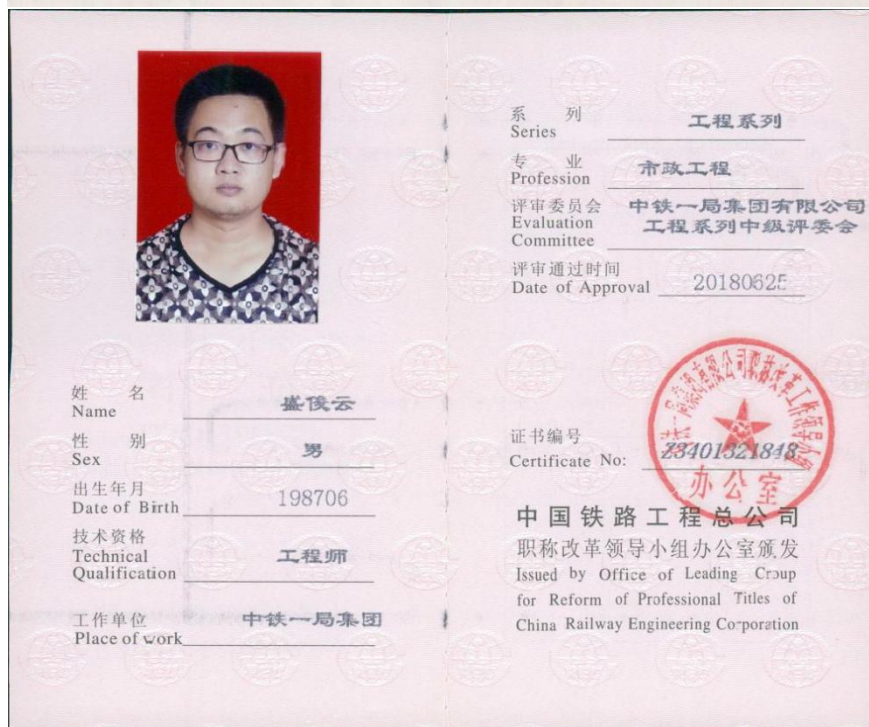 姓 名 盛俊云
Name
性 别 男
Sex
出生年月 198706
Date of Birth
技术资格
Technical 工程师
Qualification
工作单位 中铁一局集团
Place of work
系 列 工程系列
Series
专 业 市政工程
Profession
评审委员会 中铁一局集团有限公司
Evaluation 工程系列中级评委会
Committee
评审通过时间
Date of Approval 20180625
证书编号
Certificate No: Z3401321848
办公室
中国铁路工程总公司
职称改革领导小组办公室颁发
Issued by Office of Leading Group
for Reform of Professional Titles of
China Railway Engineering Corporation